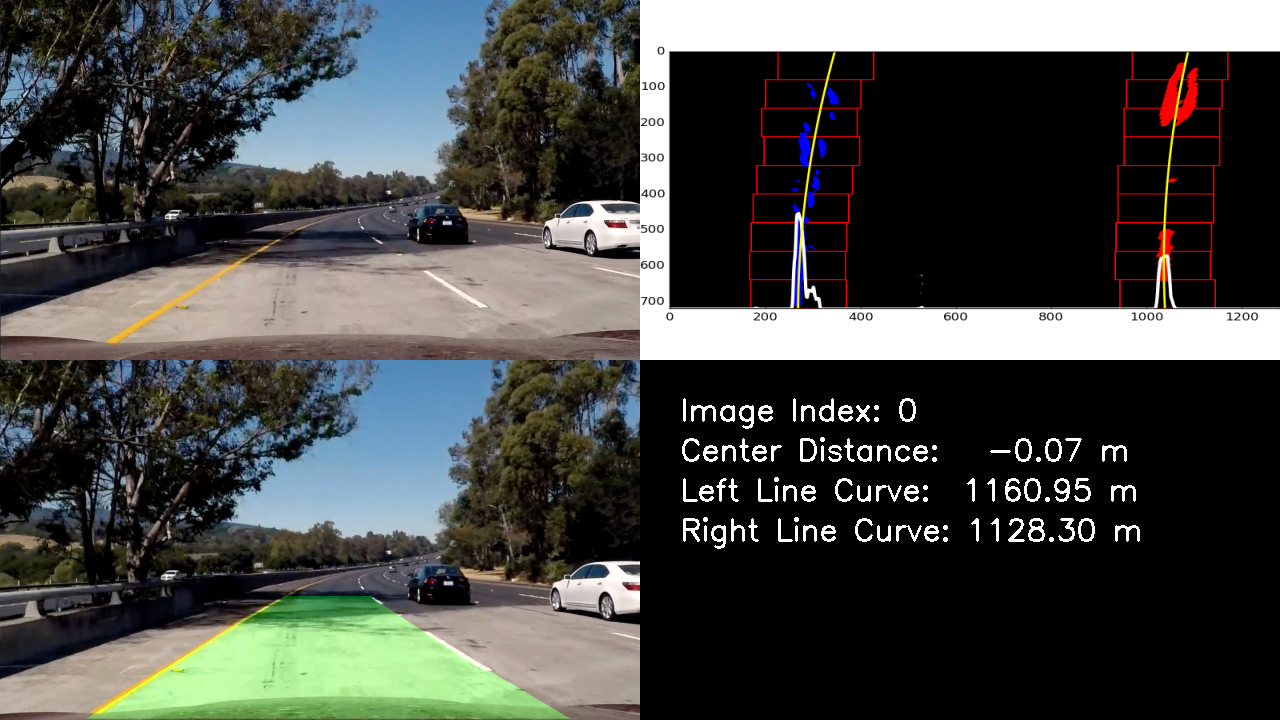 0
100
200
300
400
500
600
700
0 200 400 600 800 1000 1200
Image Index: 0
Center Distance: −0.07 m
Left Line Curve: 1160.95 m
Right Line Curve: 1128.30 m